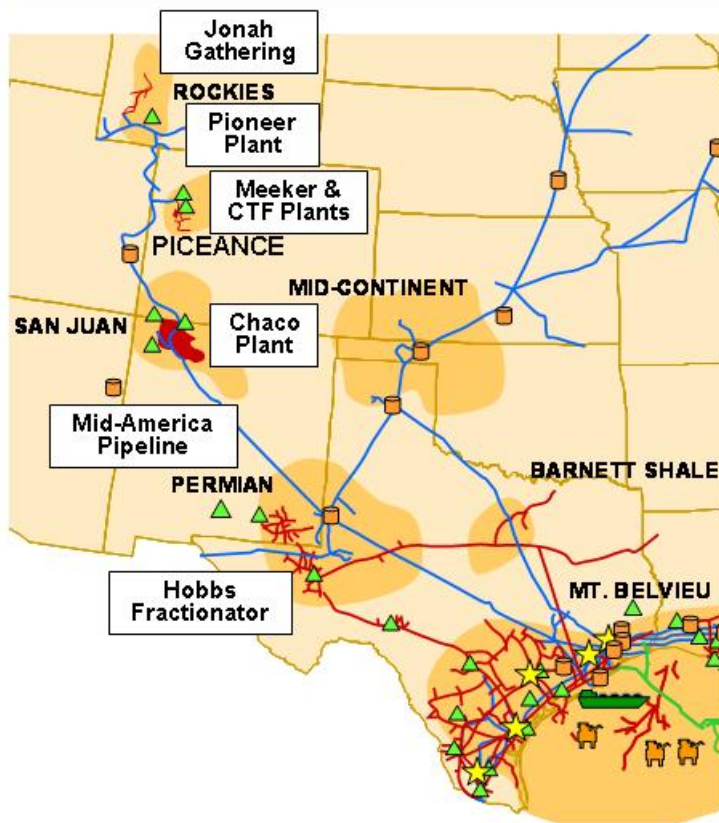 Jonah
Gathering
ROCKIES
Pioneer
Plant
Meeker &
CTF Plants
PICEANCE
MID-CONTINENT
SAN JUAN
Chaco
Plant
Mid-America
Pipeline
BARNETT SHALE
PERMIAN
Hobbs
Fractionator
MT. BELVIEU